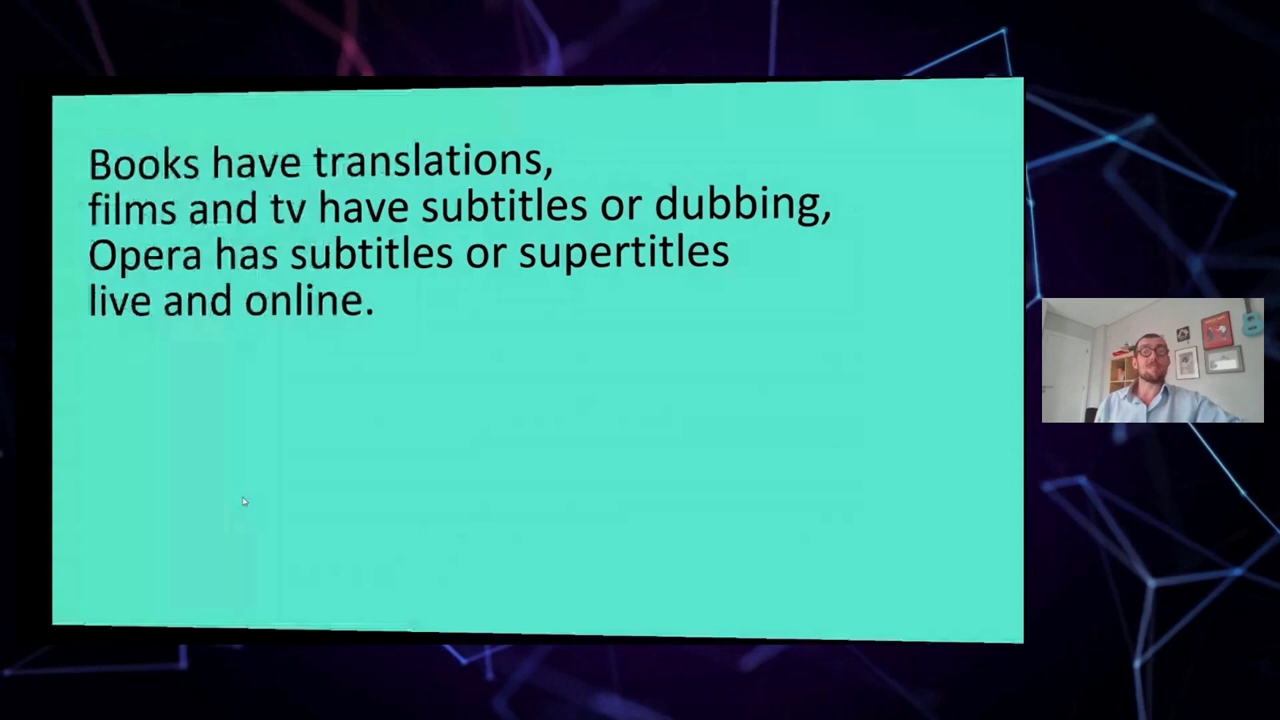 Books have translations,
films and tv have subtitles or dubbing,
Opera has subtitles or supertitles
live and online.